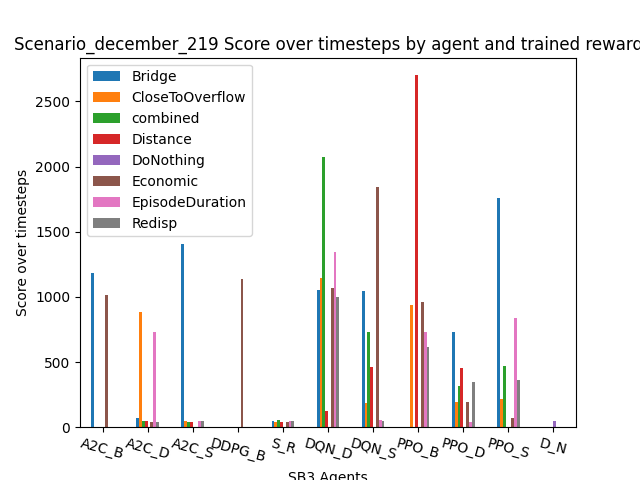 Scenario_december_219 Score over timesteps by agent and trained reward
Bridge
CloseToOverflow
combined
Distance
DoNothing
Economic
EpisodeDuration
Redisp
Score over timesteps
2500
2000
1500
1000
500
0
A2C_B
A2C_D
A2C_S
DDPG_B
S_R
DQN_D
DQN_S
PPO_B
PPO_D
PPO_S
D_N
SB3 Agents